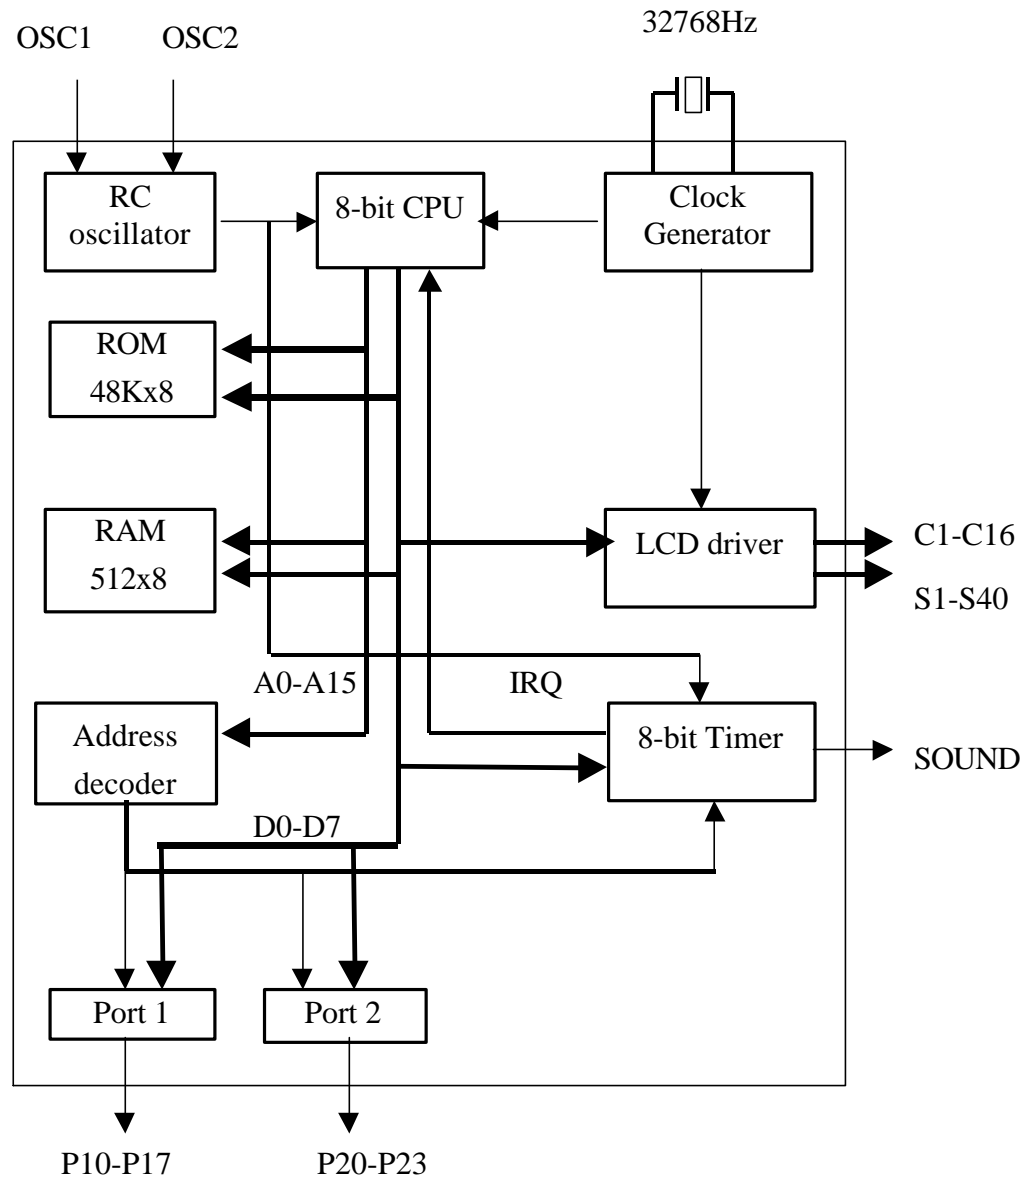 32768Hz
OSC1
OSC2
RC
oscillator
8-bit CPU
Clock
Generator
ROM
48Kx8
RAM
512x8
LCD driver
C1-C16
S1-S40
A0-A15
IRQ
Address
decoder
8-bit Timer
SOUND
D0-D7
Port 1
Port 2
P10-P17
P20-P23